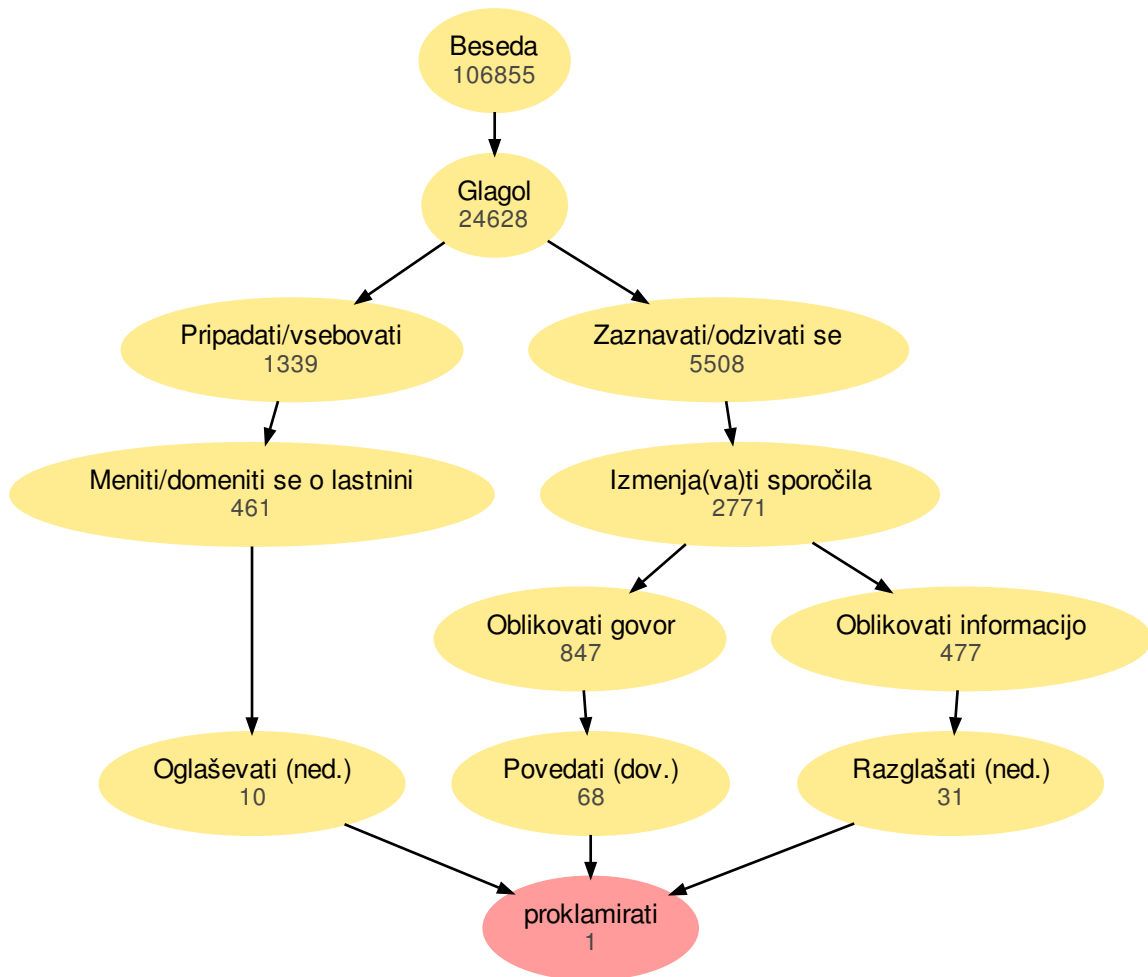 Beseda
106855
Glagol
24628
Pripadati/vsebovati
1339
Zaznavati/odzivati se
5508
Meniti/domeniti se o lastnini
461
Izmenja(va)ti sporočila
2771
Oblikovati govor
847
Oblikovati informacijo
477
Oglaševati (ned.)
10
Povedati (dov.)
68
Razglašati (ned.)
31
proklamirati
1